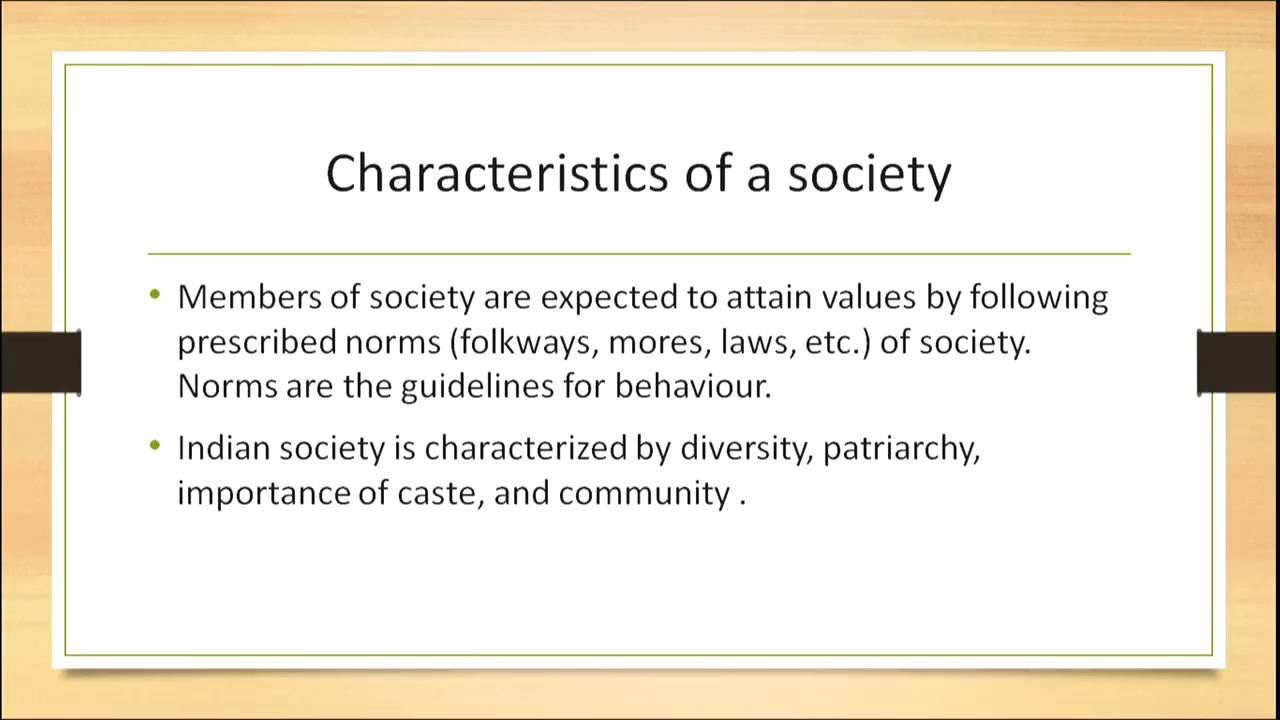 Characteristics of a society
• Members of society are expected to attain values by following
prescribed norms (folkways, mores, laws, etc.) of society.
Norms are the guidelines for behaviour.
• Indian society is characterized by diversity, patriarchy,
importance of caste, and community .